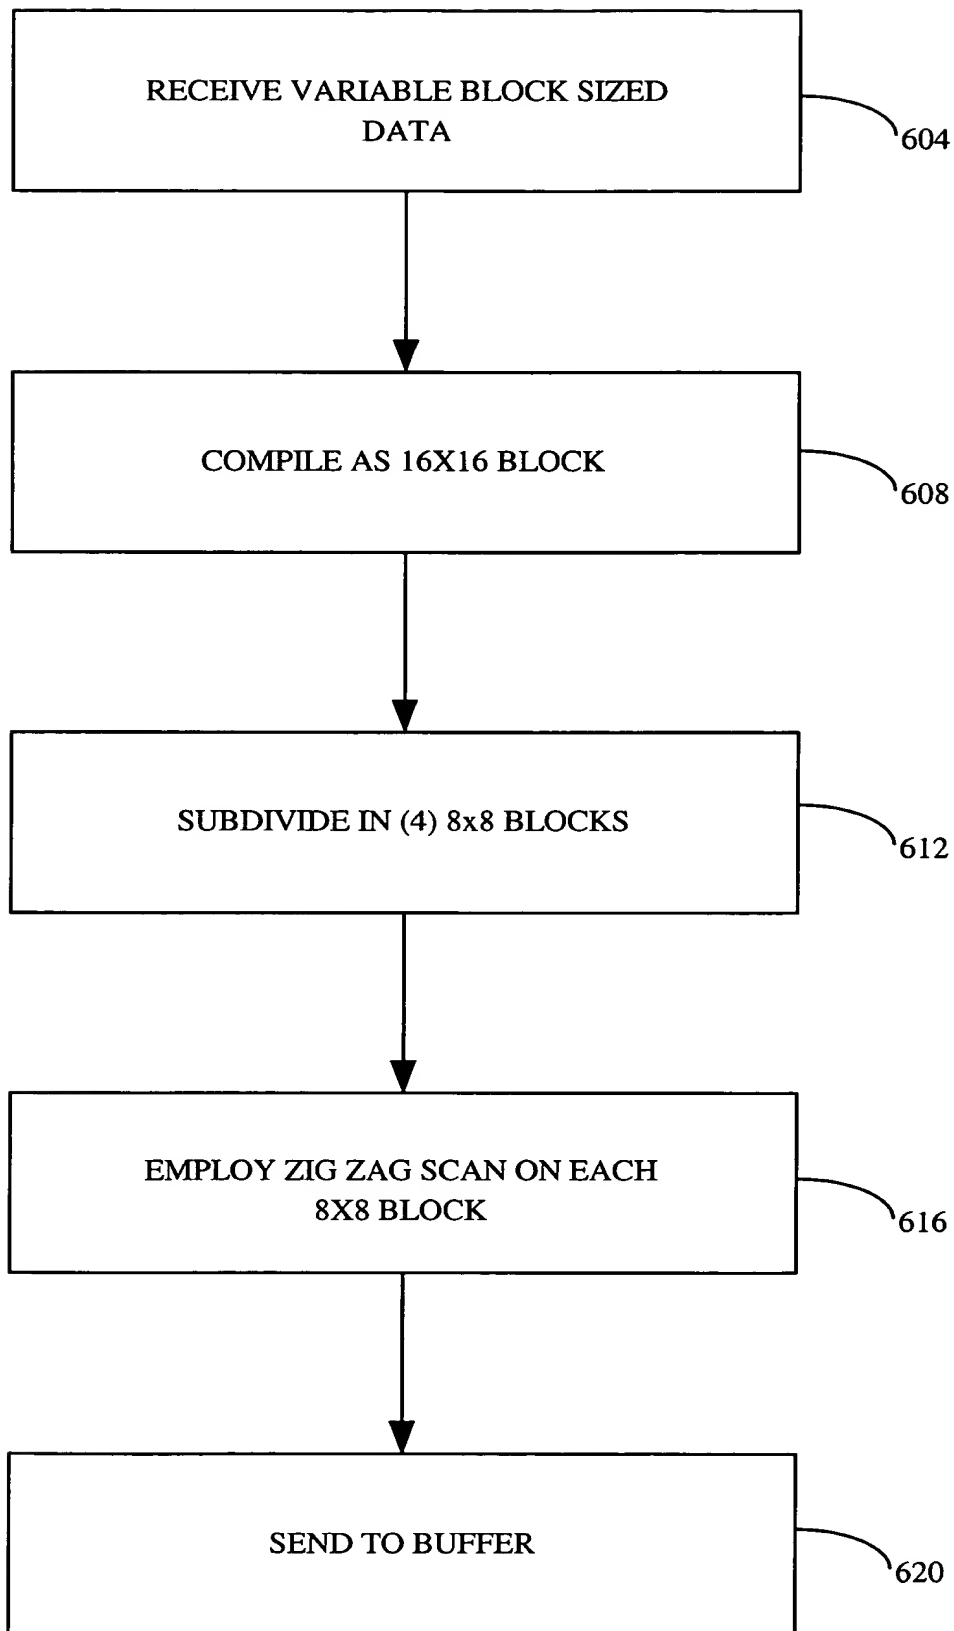 RECEIVE VARIABLE BLOCK SIZED
DATA
604
COMPILE AS 16X16 BLOCK
608
SUBDIVIDE IN (4) 8x8 BLOCKS
612
EMPLOY ZIG ZAG SCAN ON EACH
8X8 BLOCK
616
SEND TO BUFFER
620